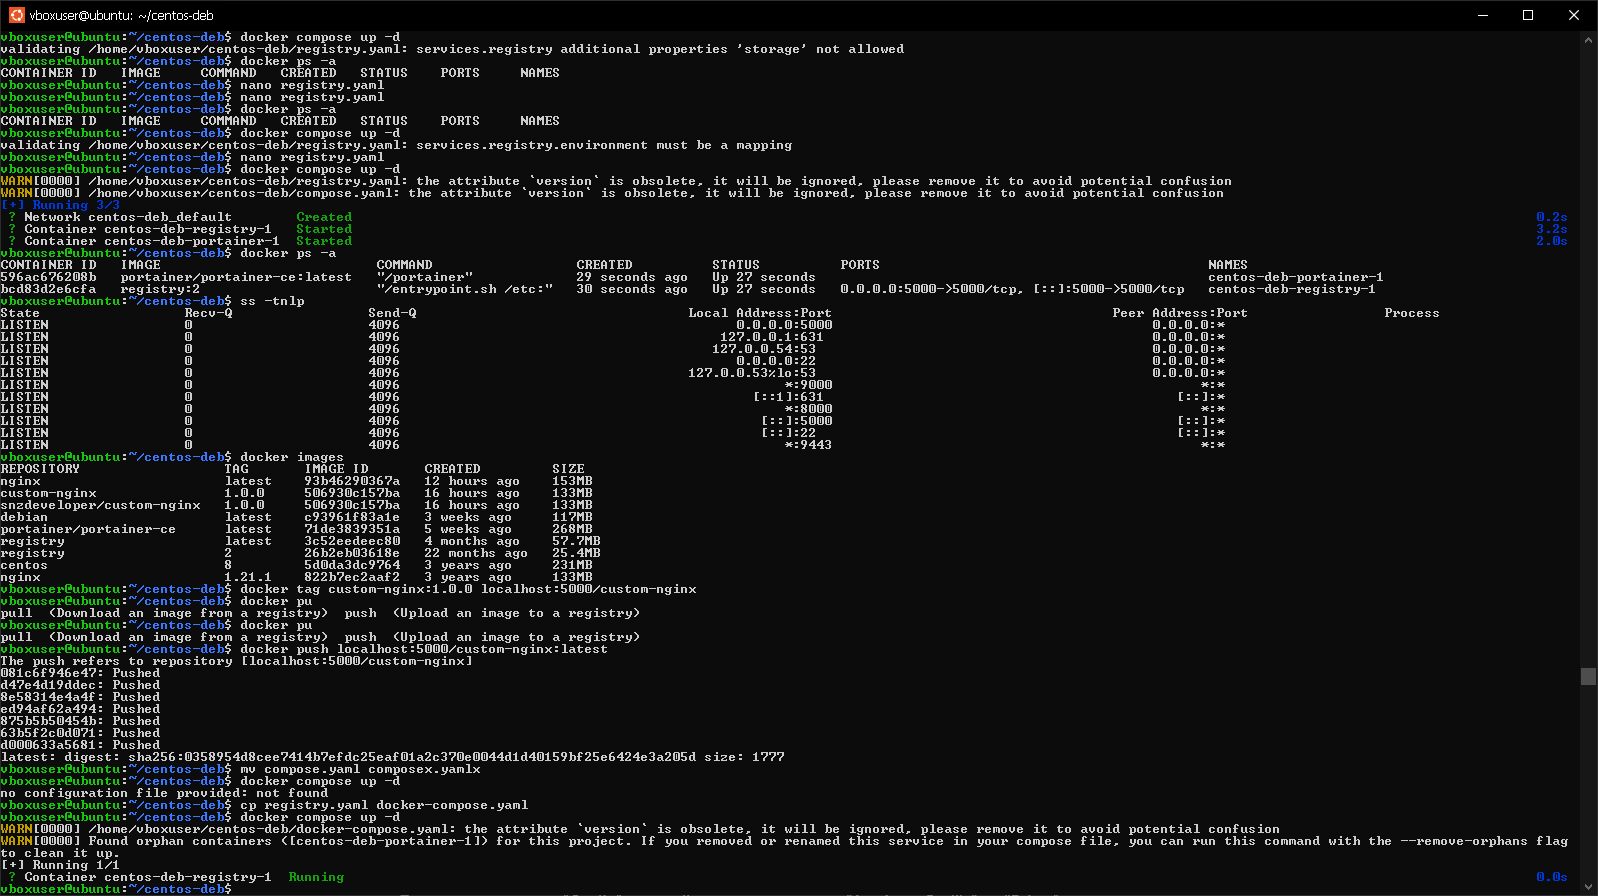 vboxuser@ubuntu: ~/centos-deb
vboxuser@ubuntu:~/centos-deb$ docker compose up -d
validating /home/vboxuser/centos-deb/registry.yaml: services.registry additional properties 'storage' not allowed
vboxuser@ubuntu:~/centos-deb$ docker ps -a
CONTAINER ID   IMAGE     COMMAND   CREATED   STATUS    PORTS     NAMES
vboxuser@ubuntu:~/centos-deb$ nano registry.yaml
vboxuser@ubuntu:~/centos-deb$ nano registry.yaml
vboxuser@ubuntu:~/centos-deb$ docker ps -a
CONTAINER ID   IMAGE     COMMAND   CREATED   STATUS    PORTS     NAMES
vboxuser@ubuntu:~/centos-deb$ docker compose up -d
validating /home/vboxuser/centos-deb/registry.yaml: services.registry.environment must be a mapping
vboxuser@ubuntu:~/centos-deb$ nano registry.yaml
vboxuser@ubuntu:~/centos-deb$ docker compose up -d
WARN[0000] /home/vboxuser/centos-deb/registry.yaml: the attribute `version` is obsolete, it will be ignored, please remove it to avoid potential confusion
WARN[0000] /home/vboxuser/centos-deb/compose.yaml: the attribute `version` is obsolete, it will be ignored, please remove it to avoid potential confusion
[+] Running 3/3
? Network centos-deb_default        Created 0.2s
? Container centos-deb-registry-1   Started 3.2s
? Container centos-deb-portainer-1  Started 2.0s
vboxuser@ubuntu:~/centos-deb$ docker ps -a
CONTAINER ID   IMAGE   COMMAND   CREATED   STATUS   PORTS   NAMES
596ac676208b   portainer/portainer-ce:latest   "/portainer"   29 seconds ago   Up 27 seconds   centos-deb-portainer-1
bcd83d2e6cfa   registry:2   "/entrypoint.sh /etc:"   30 seconds ago   Up 27 seconds   0.0.0.0:5000->5000/tcp, [::]:5000->5000/tcp   centos-deb-registry-1
vboxuser@ubuntu:~/centos-deb$ ss -tnlp
State   Recv-Q   Send-Q   Local Address:Port   Peer Address:Port   Process
LISTEN   0   4096   0.0.0.0:5000   0.0.0.0:*
LISTEN   0   4096   127.0.0.1:631   0.0.0.0:*
LISTEN   0   4096   127.0.0.54:53   0.0.0.0:*
LISTEN   0   4096   0.0.0.0:22   0.0.0.0:*
LISTEN   0   4096   127.0.0.53%lo:53   0.0.0.0:*
LISTEN   0   4096   *:9000   *:*
LISTEN   0   4096   [::1]:631   [::]:*
LISTEN   0   4096   *:8000   *:*
LISTEN   0   4096   [::]:5000   [::]:*
LISTEN   0   4096   [::]:22   [::]:*
LISTEN   0   4096   *:9443   *:*
vboxuser@ubuntu:~/centos-deb$ docker images
REPOSITORY   TAG   IMAGE ID   CREATED   SIZE
nginx   latest   93b46290367a   12 hours ago   153MB
custom-nginx   1.0.0   506930c157ba   16 hours ago   133MB
snzdeveloper/custom-nginx   1.0.0   506930c157ba   16 hours ago   133MB
debian   latest   c93961f83a1e   3 weeks ago   117MB
portainer/portainer-ce   latest   71de3839351a   5 weeks ago   268MB
registry   latest   3c52eedeec80   4 months ago   57.7MB
registry   2   26b2eb03618e   22 months ago   25.4MB
centos   8   5d0da3dc9764   3 years ago   231MB
nginx   1.21.1   822b7ec2aaf2   3 years ago   133MB
vboxuser@ubuntu:~/centos-deb$ docker tag custom-nginx:1.0.0 localhost:5000/custom-nginx
vboxuser@ubuntu:~/centos-deb$ docker pu
pull  (Download an image from a registry)  push  (Upload an image to a registry)
vboxuser@ubuntu:~/centos-deb$ docker pu
pull  (Download an image from a registry)  push  (Upload an image to a registry)
vboxuser@ubuntu:~/centos-deb$ docker push localhost:5000/custom-nginx:latest
The push refers to repository [localhost:5000/custom-nginx]
081c6f946e47: Pushed
d47e4d19ddec: Pushed
8e58314e4a4f: Pushed
ed94af62a494: Pushed
875b5b50454b: Pushed
63b5f2c0d071: Pushed
d000633a5681: Pushed
latest: digest: sha256:0358954d8cee7414b7efdc25eaf01a2c370e0044d1d40159bf25e6424e3a205d size: 1777
vboxuser@ubuntu:~/centos-deb$ mv compose.yaml composex.yamlx
vboxuser@ubuntu:~/centos-deb$ docker compose up -d
no configuration file provided: not found
vboxuser@ubuntu:~/centos-deb$ cp registry.yaml docker-compose.yaml
vboxuser@ubuntu:~/centos-deb$ docker compose up -d
WARN[0000] /home/vboxuser/centos-deb/docker-compose.yaml: the attribute `version` is obsolete, it will be ignored, please remove it to avoid potential confusion
WARN[0000] Found orphan containers ([centos-deb-portainer-1]) for this project. If you removed or renamed this service in your compose file, you can run this command with the --remove-orphans flag
to clean it up.
[+] Running 1/1
? Container centos-deb-registry-1  Running 0.0s
vboxuser@ubuntu:~/centos-deb$